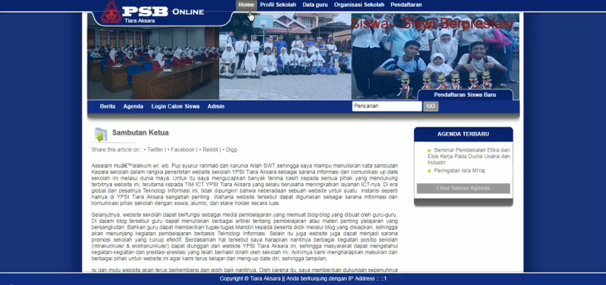 Home Profil Sekolah Data guru Organisasi Sekolah Pendaftaran
PSB ONLINE
Tiara Aksara
Siswa - Siswi Berprestasi
Pendaftaran Siswa Baru
Berita Agenda Login Calon Siswa Admin
Pencarian GO
Sambutan Ketua
Share this article on : • Twitter | • Facebook | • Reddit | • Digg
Assalam muâ€™alaikum wr. wb. Puji syukur rahmad dan karunia Allah SWT sehingga saya mampu menuliskan kata sambutan
Kepala sekolah dalam rangka penerbitan website sekolah YPSI Tiara Aksara sebagai sarana informasi dan komunikasi up date
sekolah ini melalui dunia maya. Untuk itu saya mengucapkan banyak terima kasih kepada semua pihak yang mendukung
terbitnya website ini, terutama kepada TIM ICT YPSI Tiara Aksara yang selalu berusaha meningkatkan layanan ICT-nya. Di era
global dan pesatnya Teknologi Informasi ini, tidak dipungkiri bahwa keberadaan sebuah website untuk suatu instansi seperti
halnya di YPSI Tiara Aksara sangatlah penting. Wahana website tersebut dapat digunakan sebagai sarana informasi dan
komunikasi pihak sekolah dengan siswa, alumni, dan stake holder secara luas.
Selanjutnya, website sekolah dapat berfungsi sebagai media pembelajaran yang memuat blog-blog yang dibuat oleh guru-guru.
Di dalam blog tersebut guru dapat menuliskan berbagai artikel tentang pembelajaran atau materi penting pelajaran yang
bersangkutan. Bahkan guru dapat memberikan tugas-tugas Mandiri kepada peserta didik melalui blog yang disiapkan, sehingga
akan menunjang kegiatan pembelajaran berbasis Teknologi Informasi. Selain itu juga website juga dapat menjadi sarana
promosi sekolah yang cukup efektif. Berdasarkan hal tersebut saya harapkan nantinya berbagai kegiatan positip sekolah
(intrakurikuler & ekstrakurikuler) dapat diunggah dari website YPSI Tiara Aksara ini, sehingga masyarakat dapat mengetahui
kegiatan-kegiatan dan prestasi-prestasi yang telah berhasil diraih oleh sekolah ini. Akhirnya kami mengharapkan masukan dari
berbagai pihak untuk website ini agar kami terus belajar dan meng-up date diri, sehingga tampilan,
isi dan mutu website akan terus berkembang dan lebih baik nantinya. Oleh karena itu, saya memberikan dukungan sepenuhnya
AGENDA TERBARU
Seminar Pembekalan Etika dan
Etos Kerja Pada Dunia Usaha dan
Industri
Peringatan Isra Mi'raj
Lihat Semua Agenda
Copyright © Tiara Aksara || Anda berkunjung dengan IP Address :: ::1